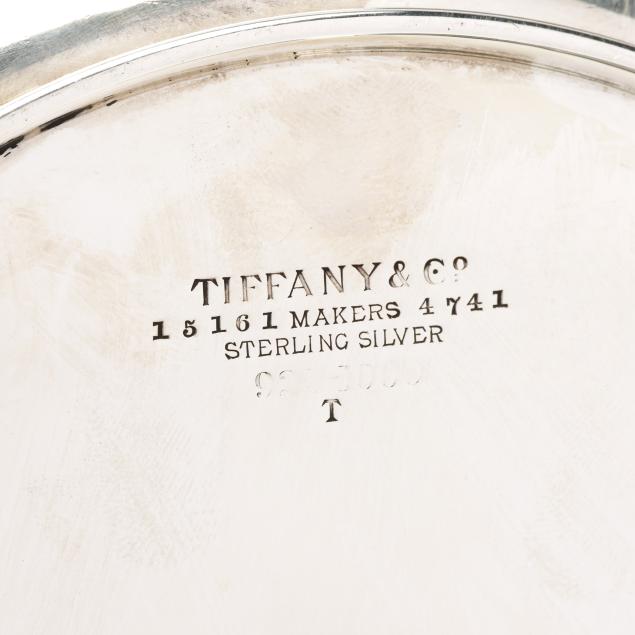 TIFFANY & Cº
15161 MAKERS 4741
STERLING SILVER
T